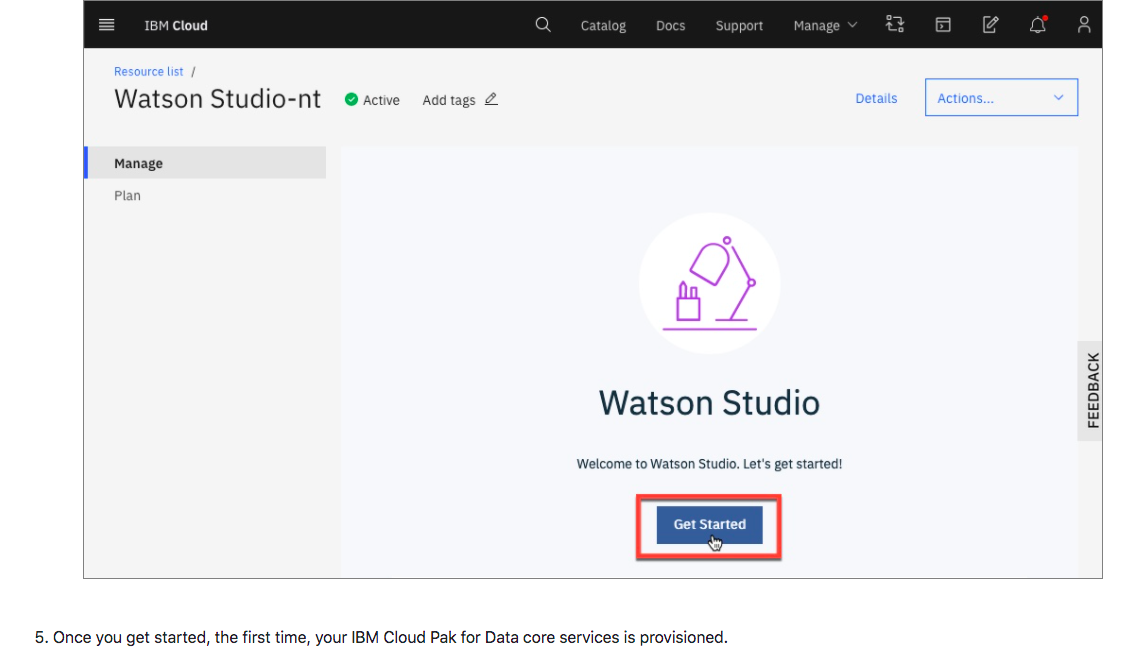 IBM Cloud
Catalog
Docs
Support
Manage
Resource list /
Watson Studio-nt
Active
Add tags
Details
Actions...
Manage
Plan
Watson Studio
Welcome to Watson Studio. Let's get started!
Get Started
FEEDBACK
5. Once you get started, the first time, your IBM Cloud Pak for Data core services is provisioned.